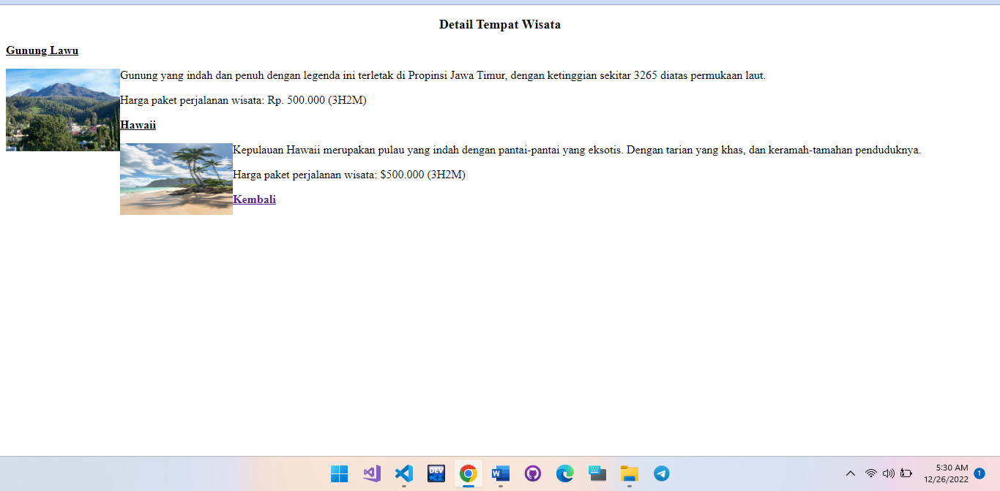 Detail Tempat Wisata
Gunung Lawu
Gunung yang indah dan penuh dengan legenda ini terletak di Propinsi Jawa Timur, dengan ketinggian sekitar 3265 diatas permukaan laut.
Harga paket perjalanan wisata: Rp. 500.000 (3H2M)
Hawaii
Kepulauan Hawaii merupakan pulau yang indah dengan pantai-pantai yang eksotis. Dengan tarian yang khas, dan keramah-tamahan penduduknya.
Harga paket perjalanan wisata: $500.000 (3H2M)
Kembali
DEV
W
5:30 AM
12/26/2022
1